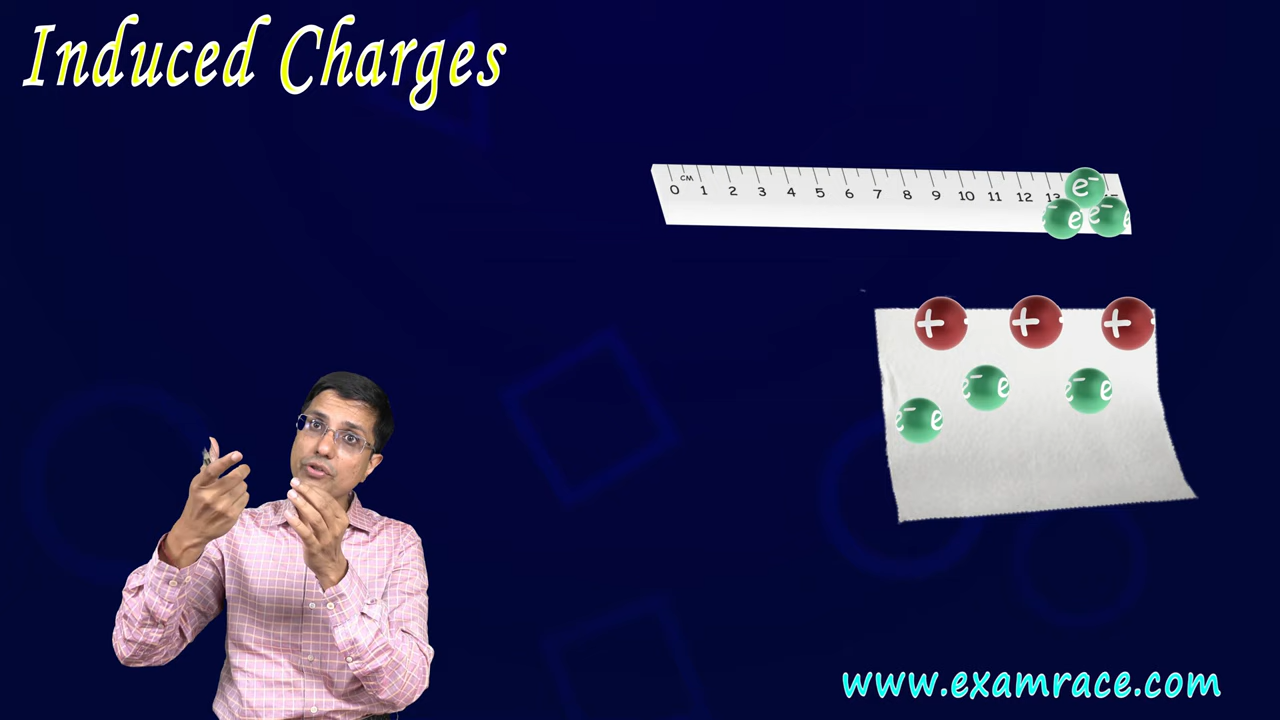 Induced Charges
CM
0 1 2 3 4 5 6 7 8 9 10 11 12
e⁻
e e⁻
+ + +
e⁻ e e⁻ e
e⁻ e
www.examrace.com